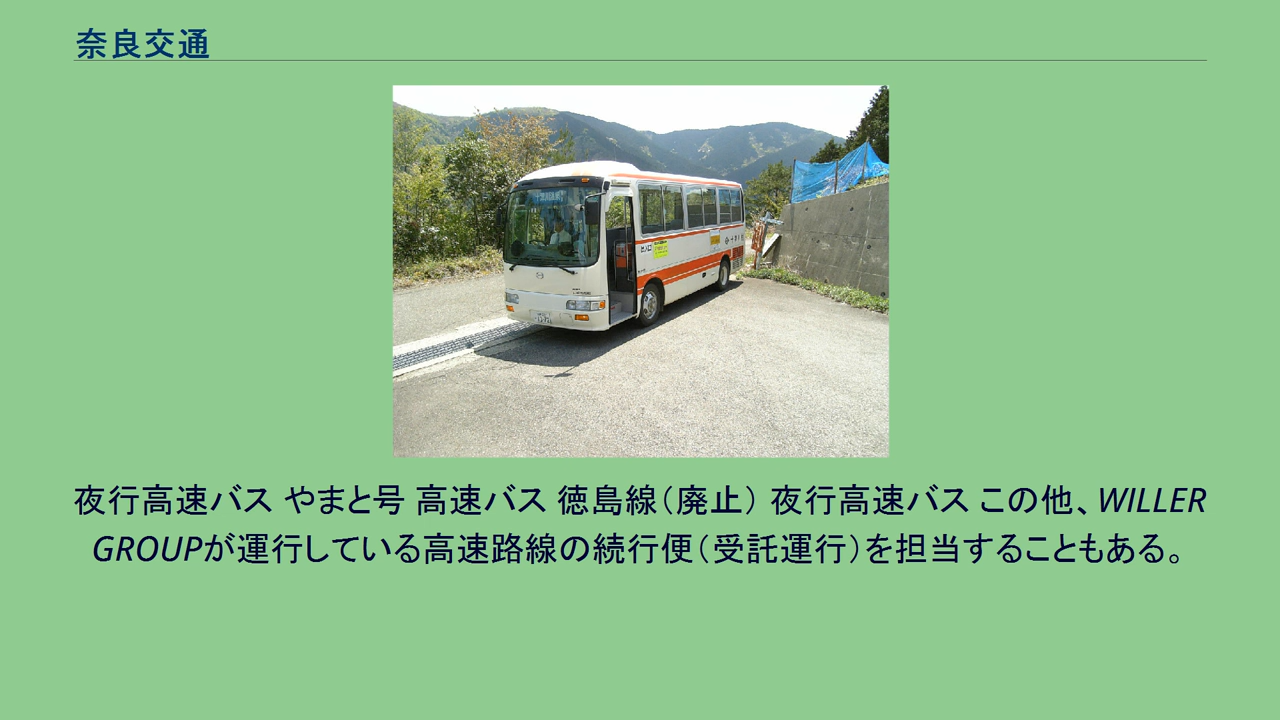 奈良交通
夜行高速バス やまと号 高速バス 徳島線（廃止） 夜行高速バス この他、WILLER
GROUPが運行している高速路線の続行便（受託運行）を担当することもある。